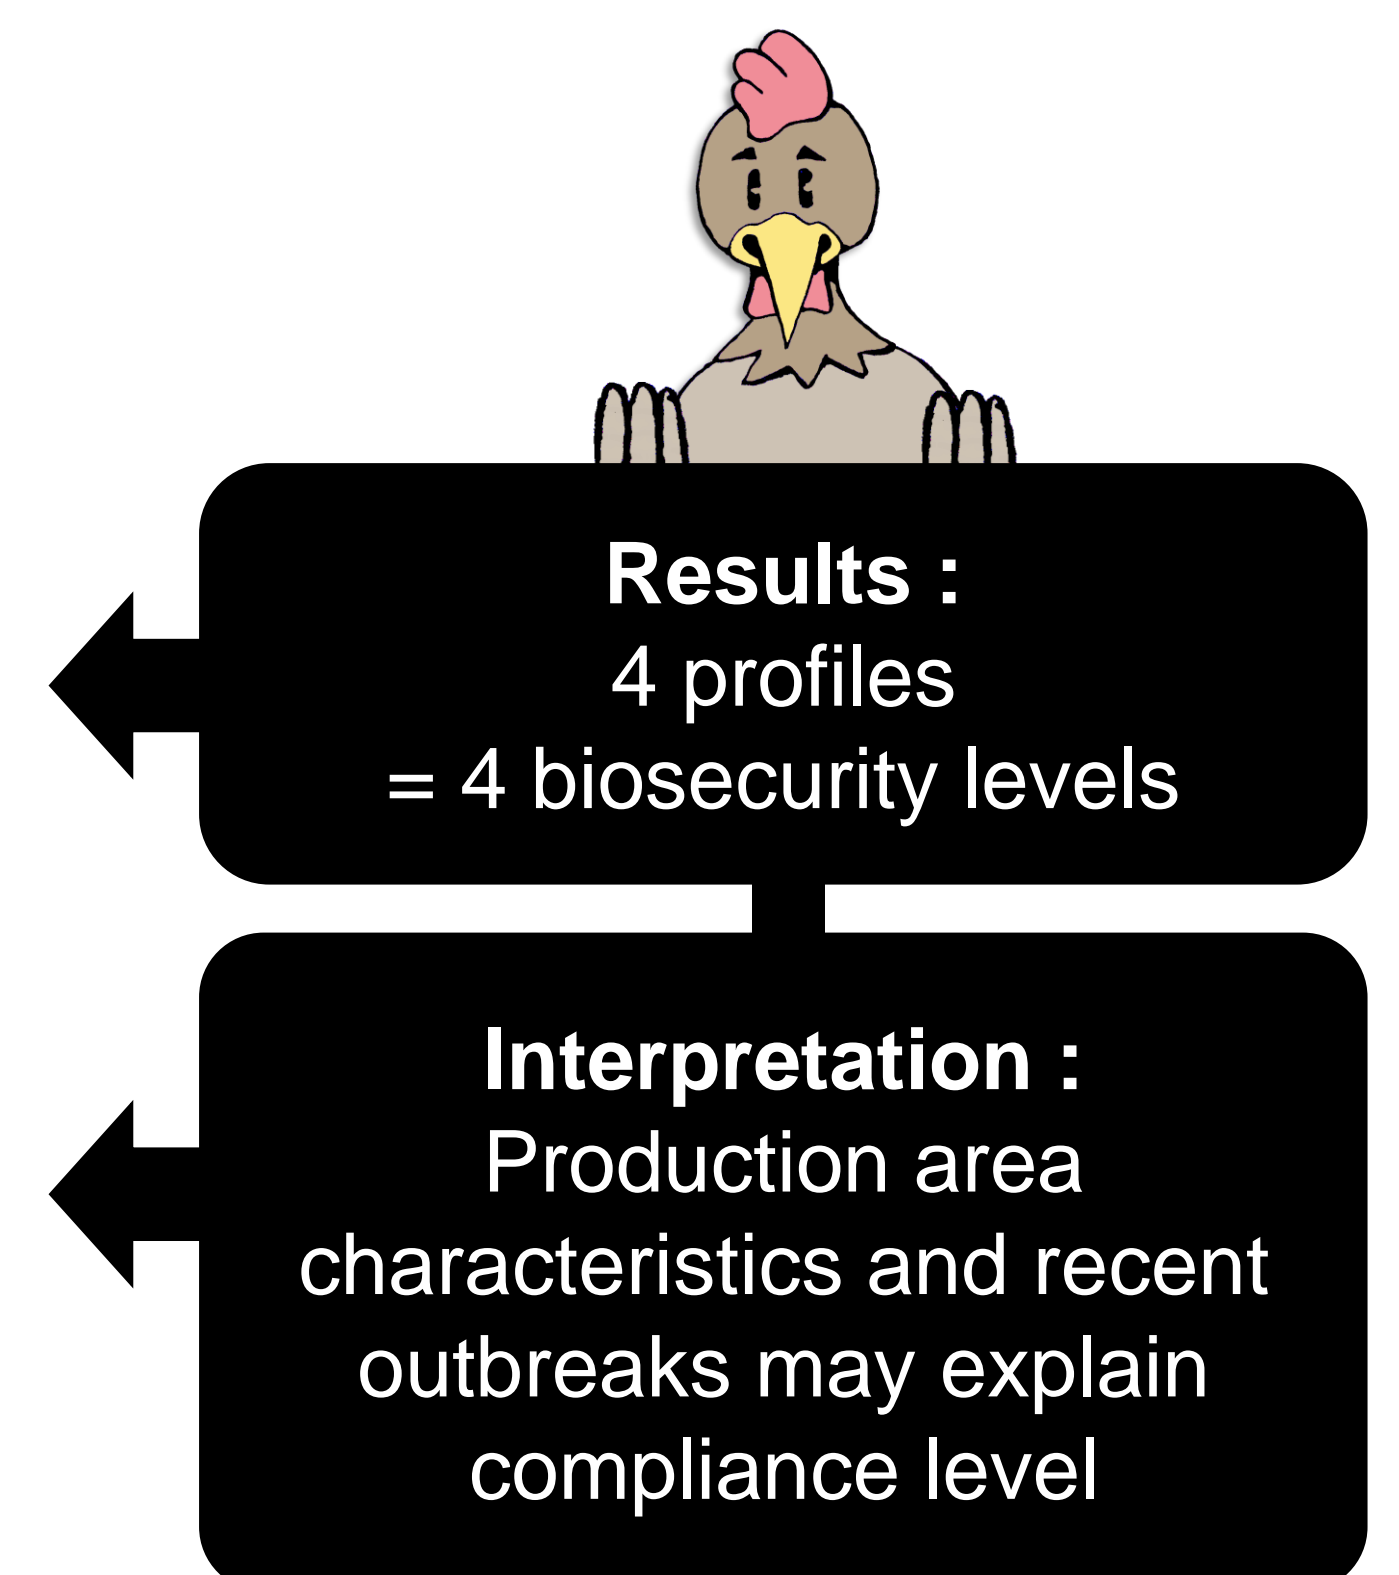 Results :
4 profiles
= 4 biosecurity levels
Interpretation :
Production area
characteristics and recent
outbreaks may explain
compliance level